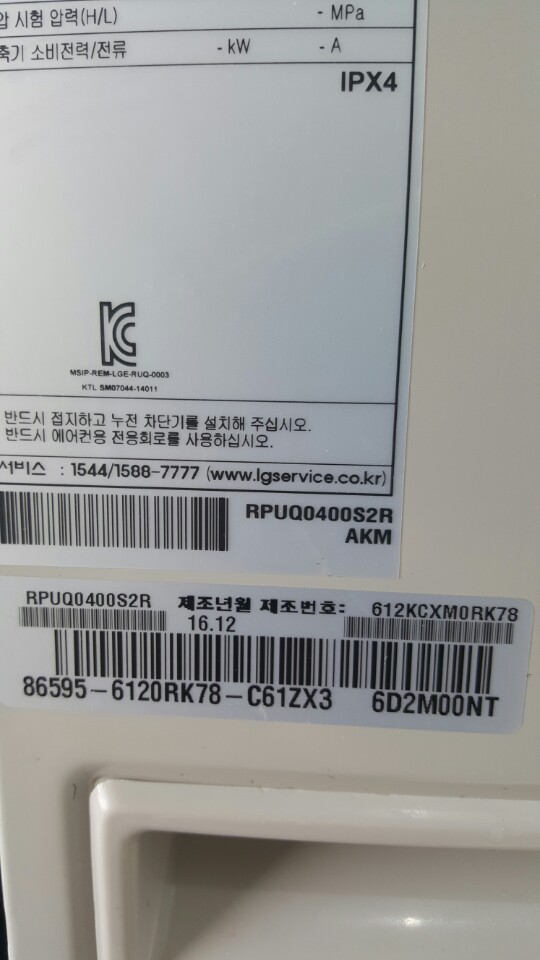 압 시험 압력(H/L) - MPa
축기 소비전력/전류 - kW - A
IPX4
MSIP-REM-LGE-RUQ-0003
KTL SM07044-14011
반드시 접지하고 누전 차단기를 설치해 주십시오.
반드시 에어컨용 전용회로를 사용하십시오.
서비스 : 1544/1588-7777 (www.lgservice.co.kr)
RPUQ0400S2R
AKM
RPUQ0400S2R 제조년월 제조번호: 612KCXM0RK78
16.12
86595-6120RK78-C61ZX3 6D2M00NT